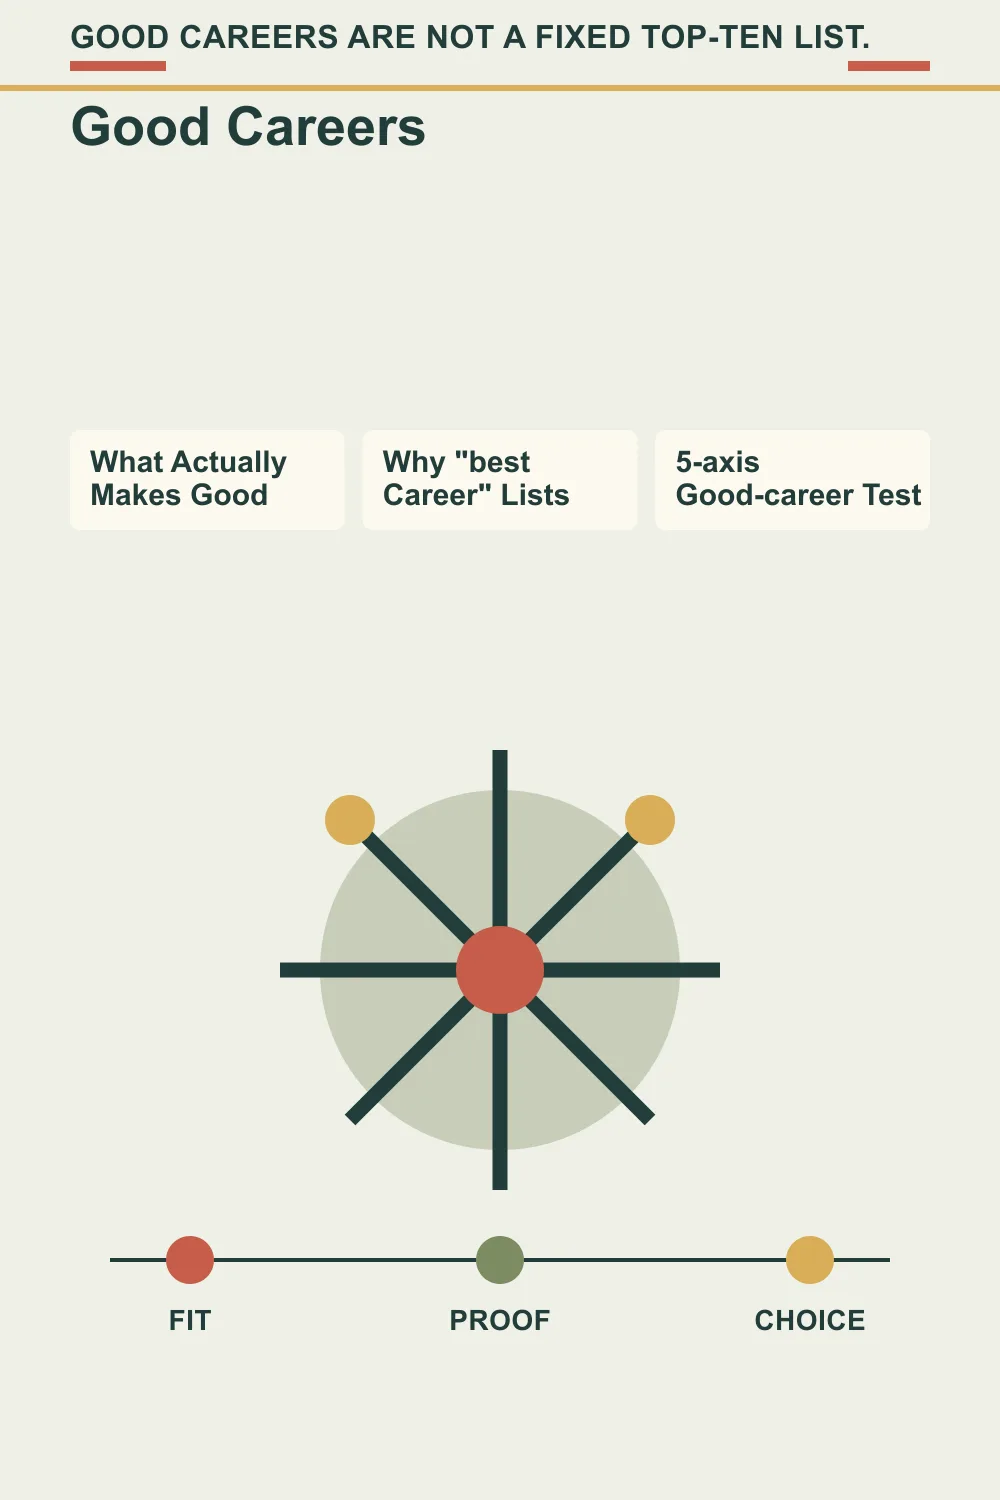 GOOD CAREERS ARE NOT A FIXED TOP-TEN LIST.
Good Careers
What Actually
Makes Good
Why "best
Career" Lists
5-axis
Good-career Test
FIT
PROOF
CHOICE